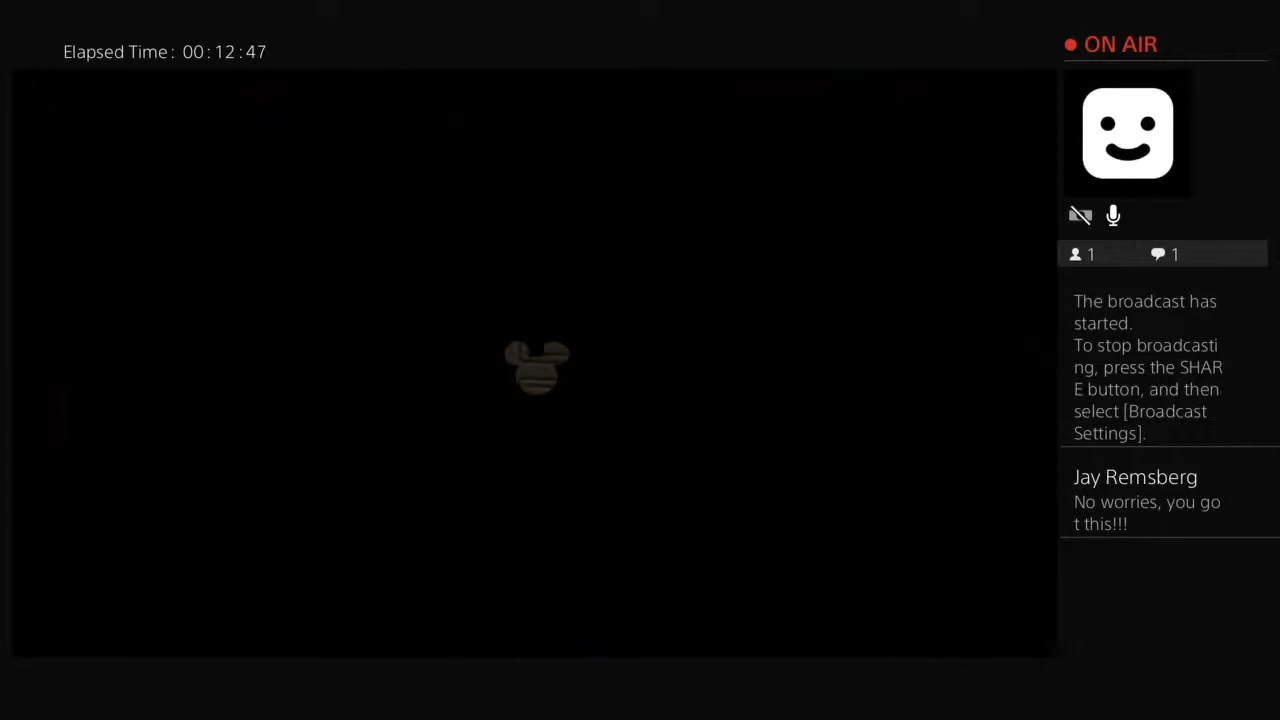 Elapsed Time: 00:12:47
ON AIR
1 1
The broadcast has
started.
To stop broadcasti
ng, press the SHAR
E button, and then
select [Broadcast
Settings].
Jay Remsberg
No worries, you go
t this!!!